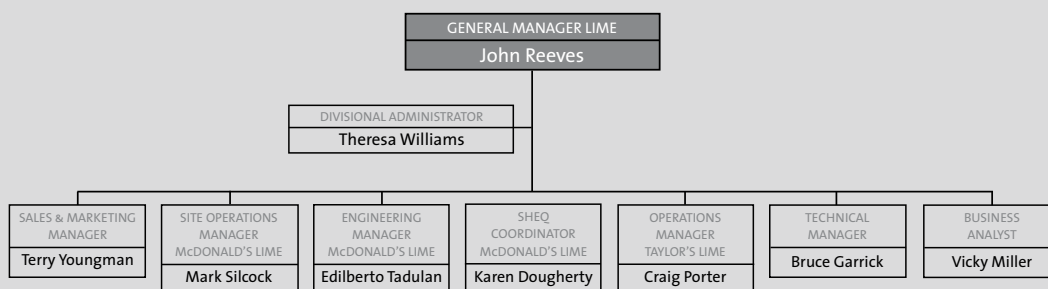 GENERAL MANAGER LIME
John Reeves
DIVISIONAL ADMINISTRATOR
Theresa Williams
SALES & MARKETING
MANAGER
Terry Youngman
SITE OPERATIONS
MANAGER
McDONALD'S LIME
Mark Silcock
ENGINEERING
MANAGER
McDONALD'S LIME
Edilberto Tadulan
SHEQ
COORDINATOR
McDONALD'S LIME
Karen Dougherty
OPERATIONS
MANAGER
TAYLOR'S LIME
Craig Porter
TECHNICAL
MANAGER
Bruce Garrick
BUSINESS
ANALYST
Vicky Miller